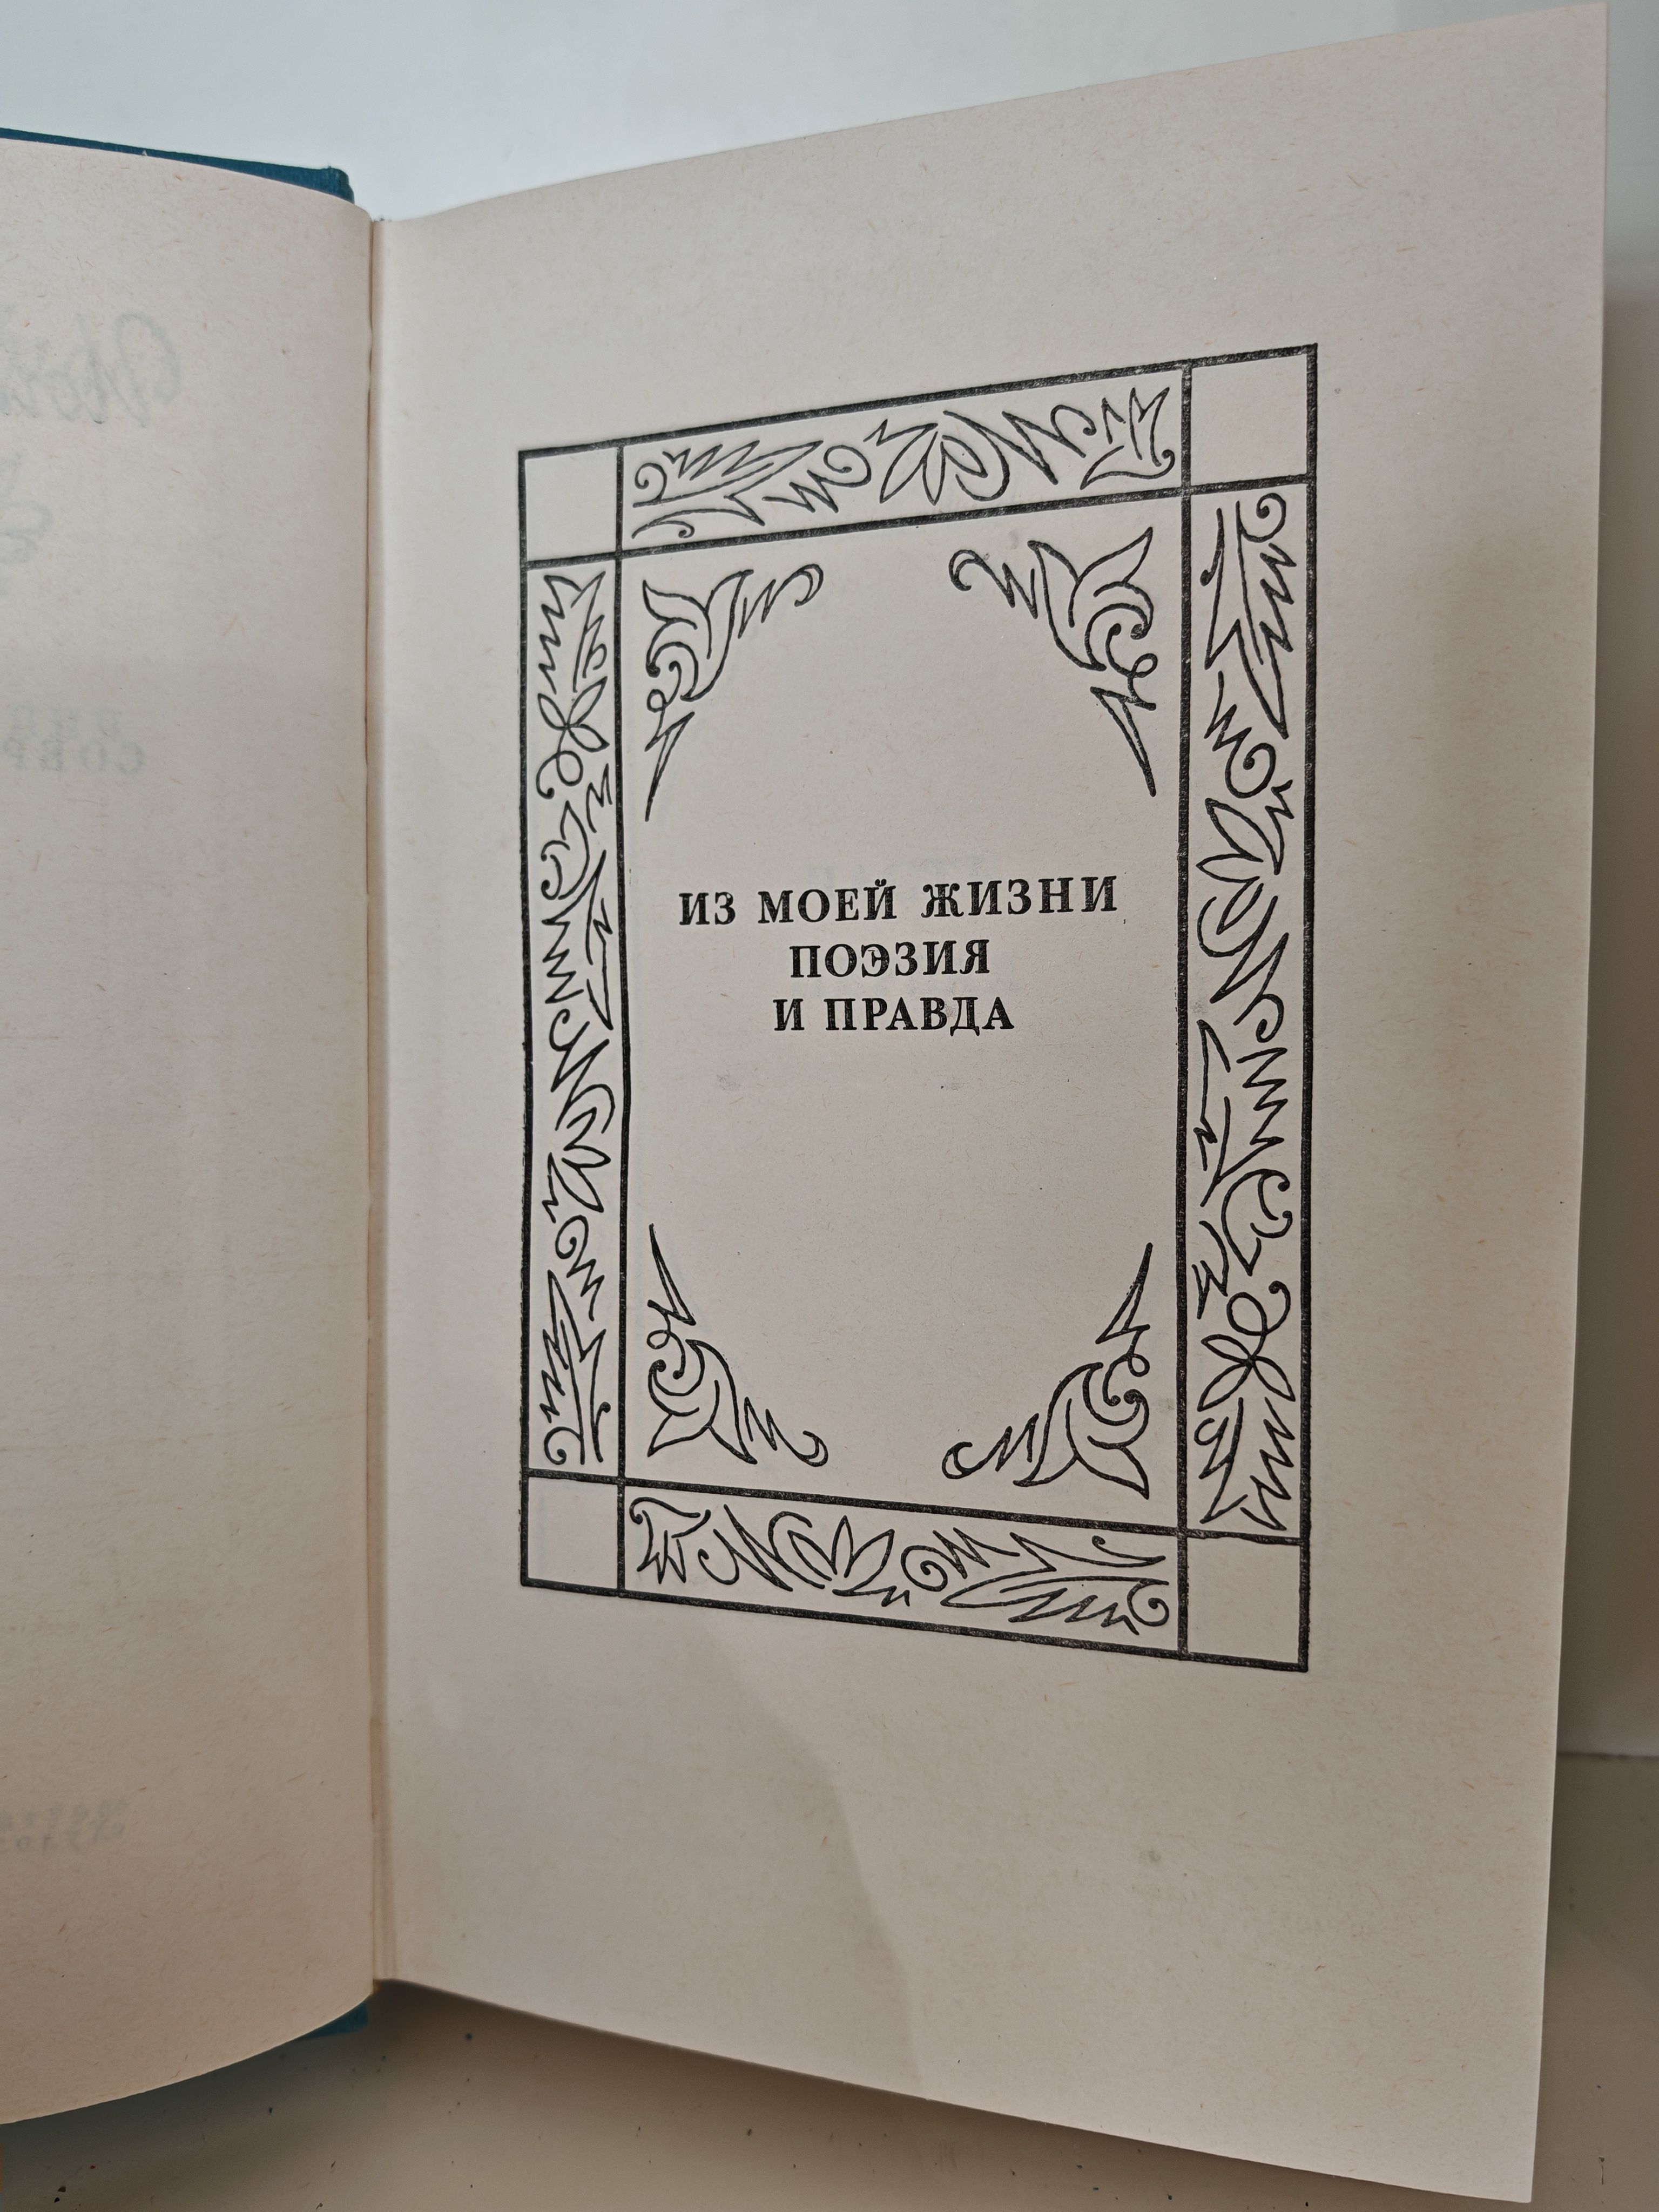 ИЗ МОЕЙ ЖИЗНИ
ПОЭЗИЯ
И ПРАВДА